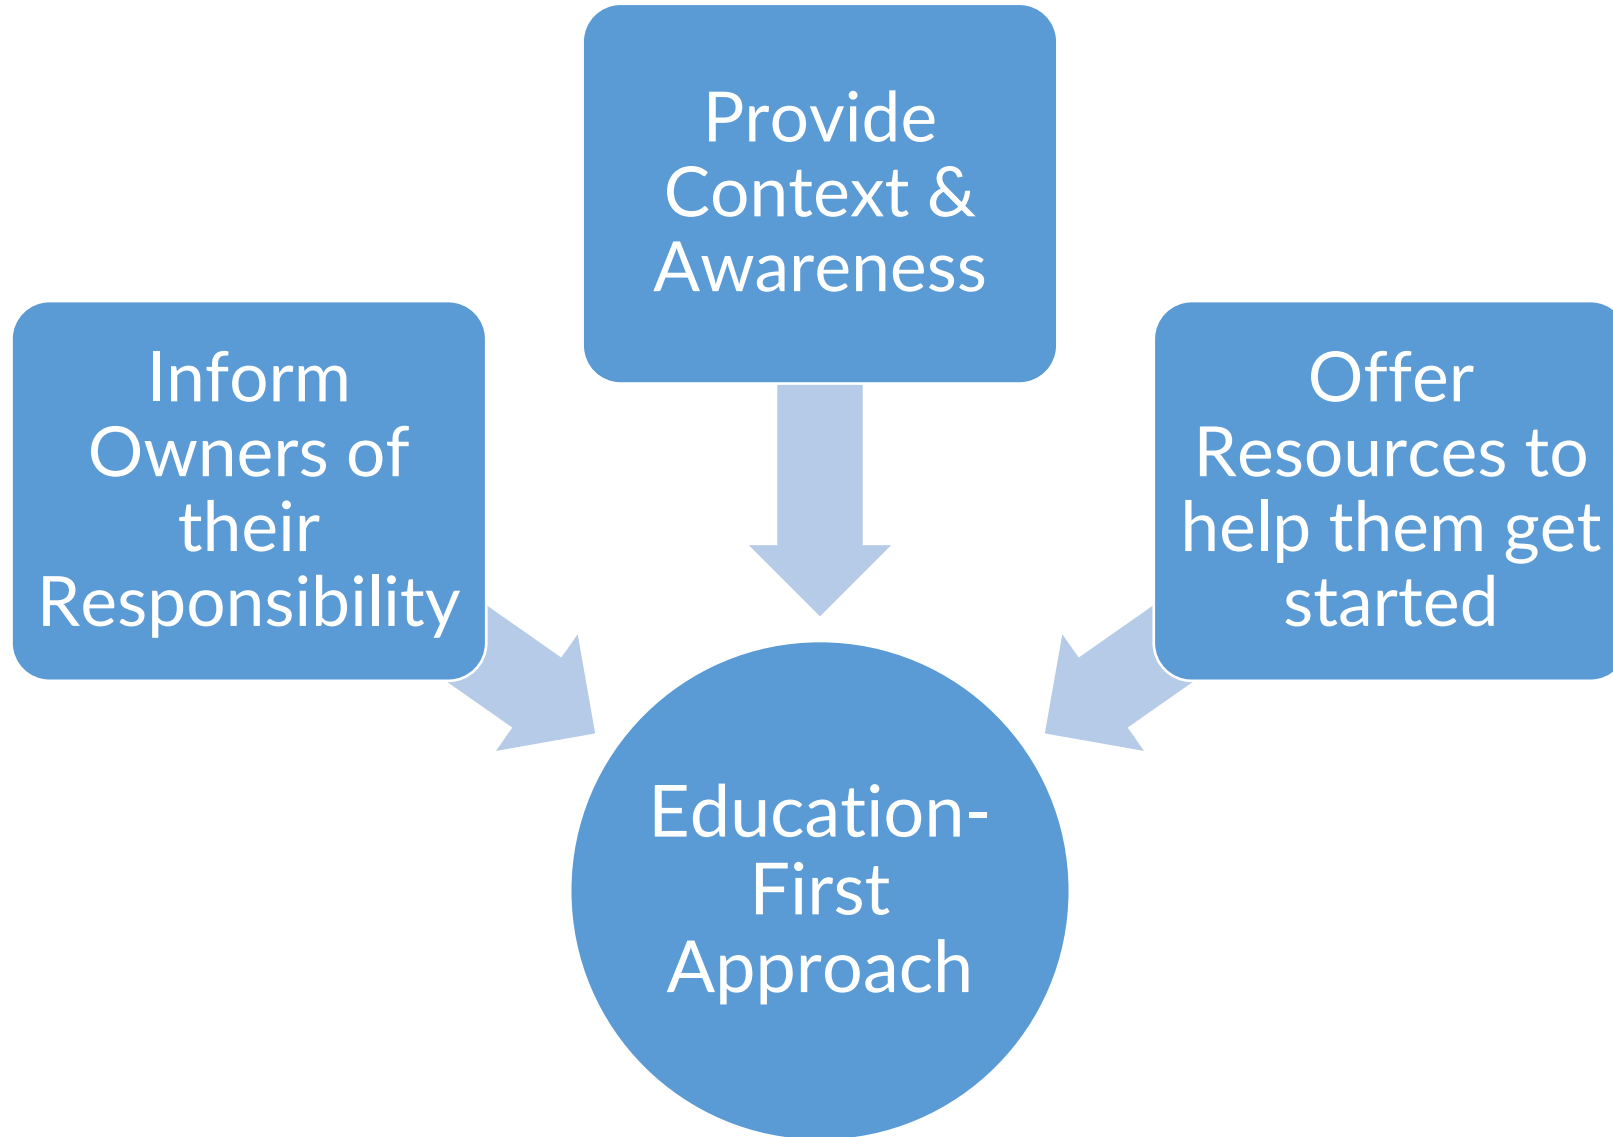 Provide
Context &
Awareness
Inform
Owners of
their
Responsibility
Offer
Resources to
help them get
started
Education-
First
Approach